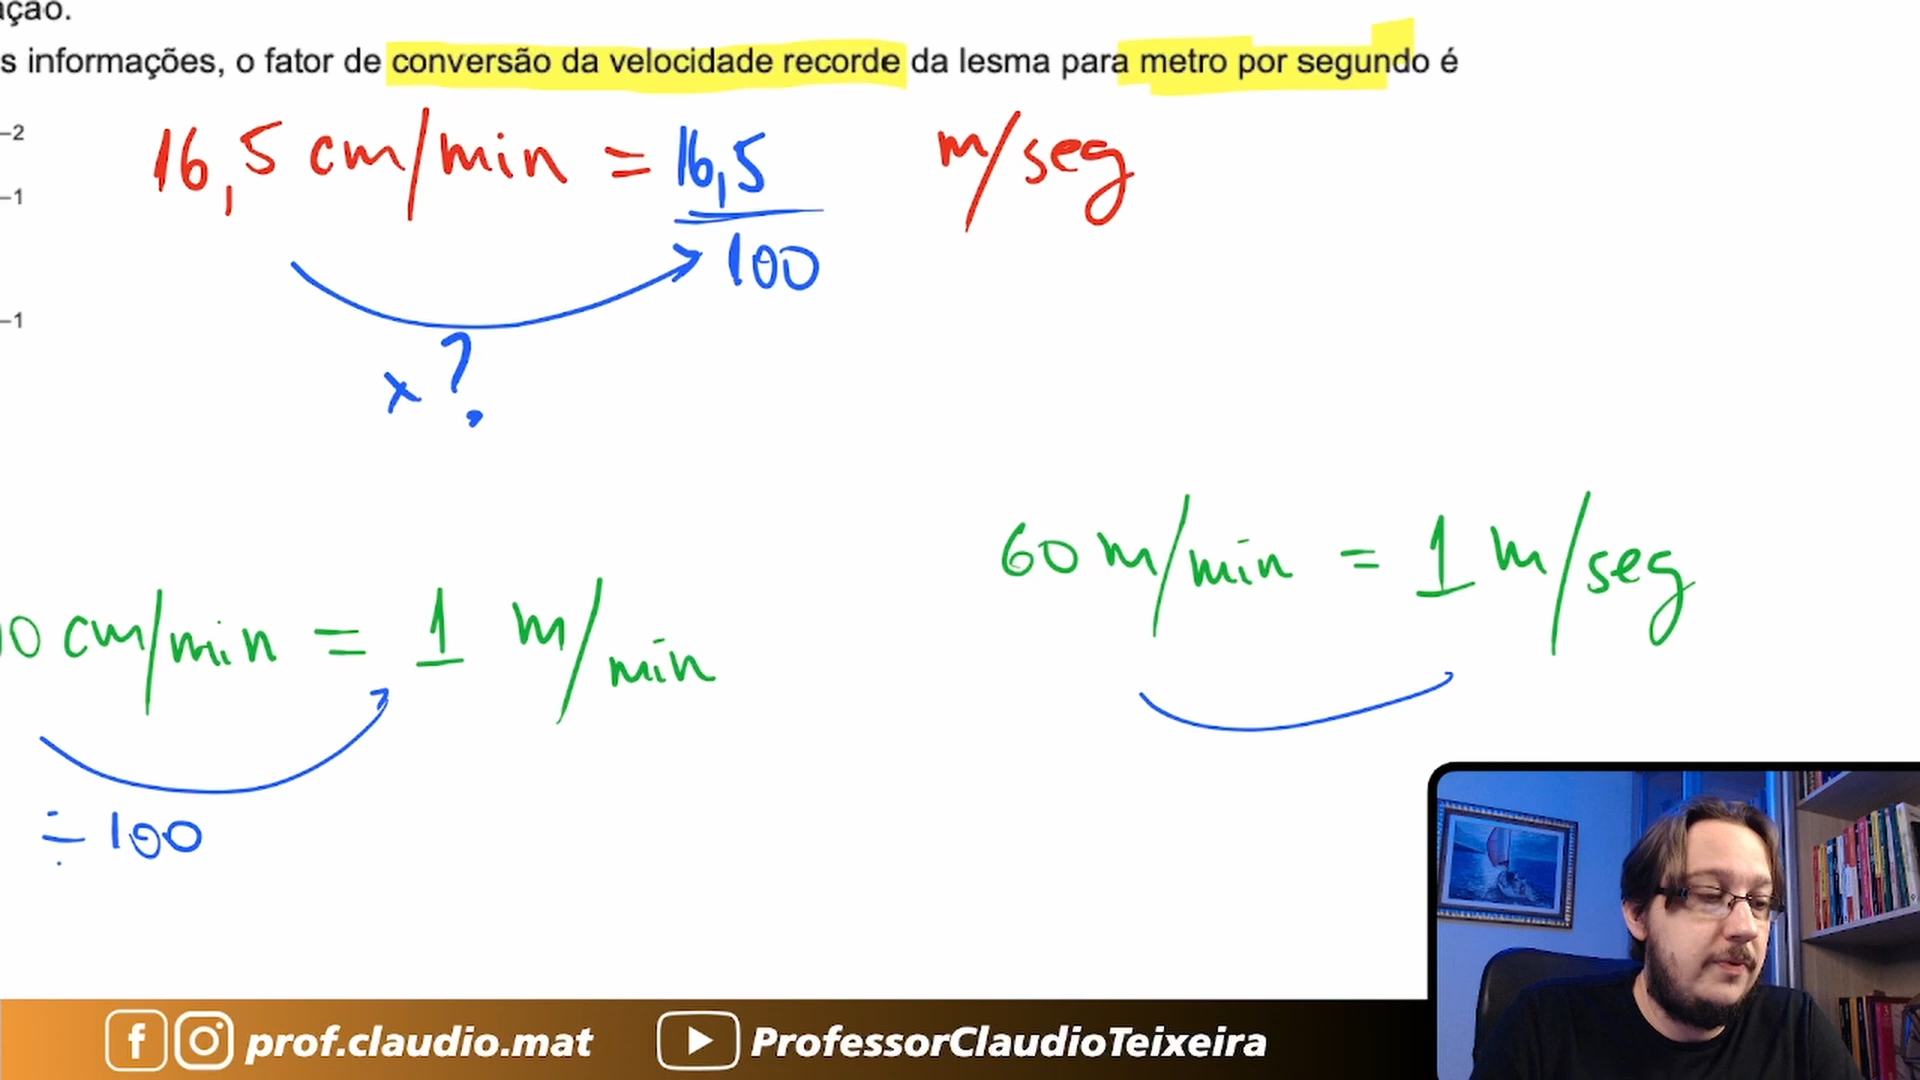 ação.
s informações, o fator de conversão da velocidade recorde da lesma para metro por segundo é
–2
16,5 cm/min = 16,5/100 m/seg
–1
–1
x ?
60 m/min = 1 m/seg
0 cm/min = 1 m/min
÷ 100
prof.claudio.mat ProfessorClaudioTeixeira